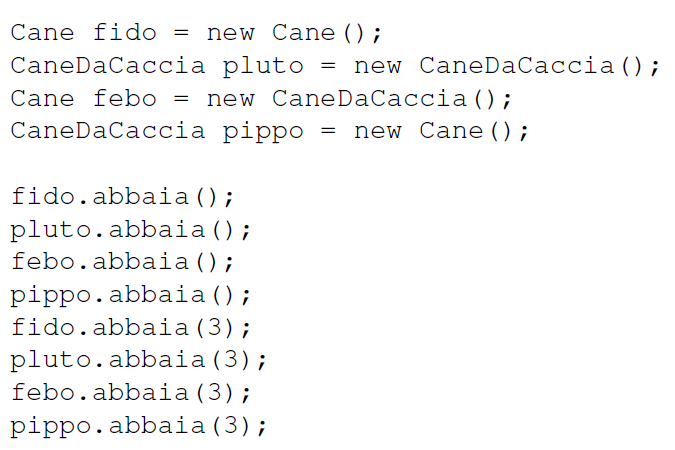 Cane fido = new Cane();
CaneDaCaccia pluto = new CaneDaCaccia();
Cane febo = new CaneDaCaccia();
CaneDaCaccia pippo = new Cane();
fido.abbaia();
pluto.abbaia();
febo.abbaia();
pippo.abbaia();
fido.abbaia(3);
pluto.abbaia(3);
febo.abbaia(3);
pippo.abbaia(3);